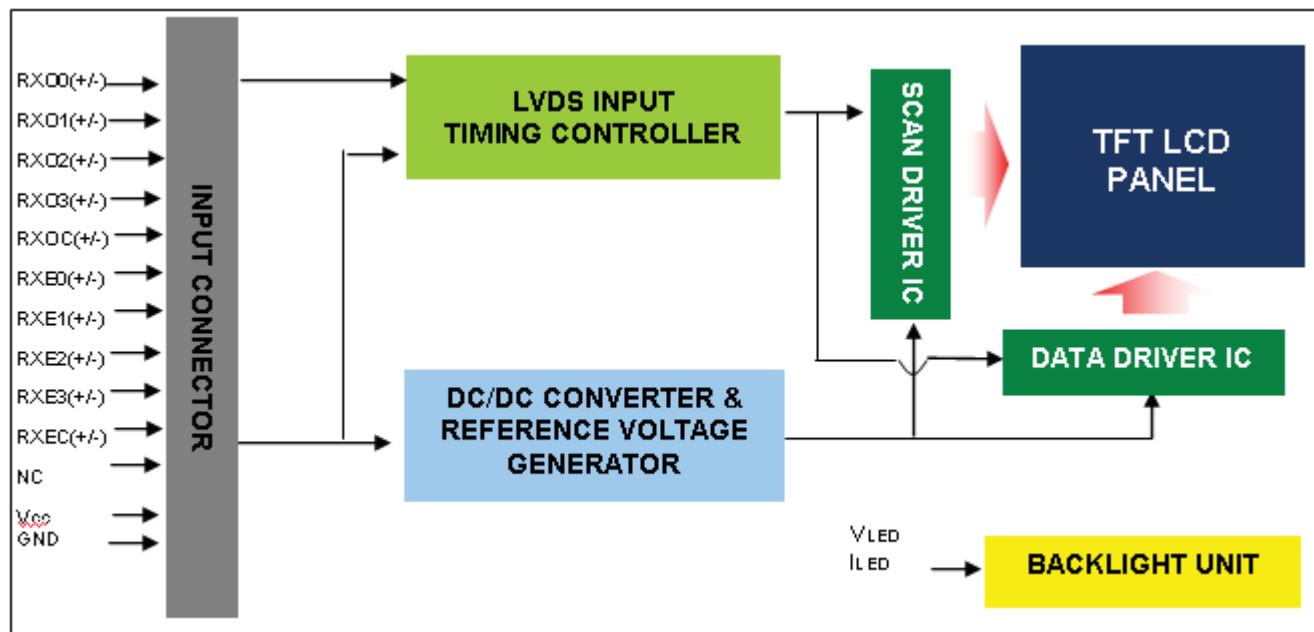 RXO0(+/-)
RXO1(+/-)
RXO2(+/-)
RXO3(+/-)
RXOC(+/-)
RXE0(+/-)
RXE1(+/-)
RXE2(+/-)
RXE3(+/-)
RXEC(+/-)
NC
Vcc
GND
INPUT CONNECTOR
LVDS INPUT
TIMING CONTROLLER
DC/DC CONVERTER &
REFERENCE VOLTAGE
GENERATOR
SCAN DRIVER IC
TFT LCD
PANEL
DATA DRIVER IC
VLED
ILED
BACKLIGHT UNIT